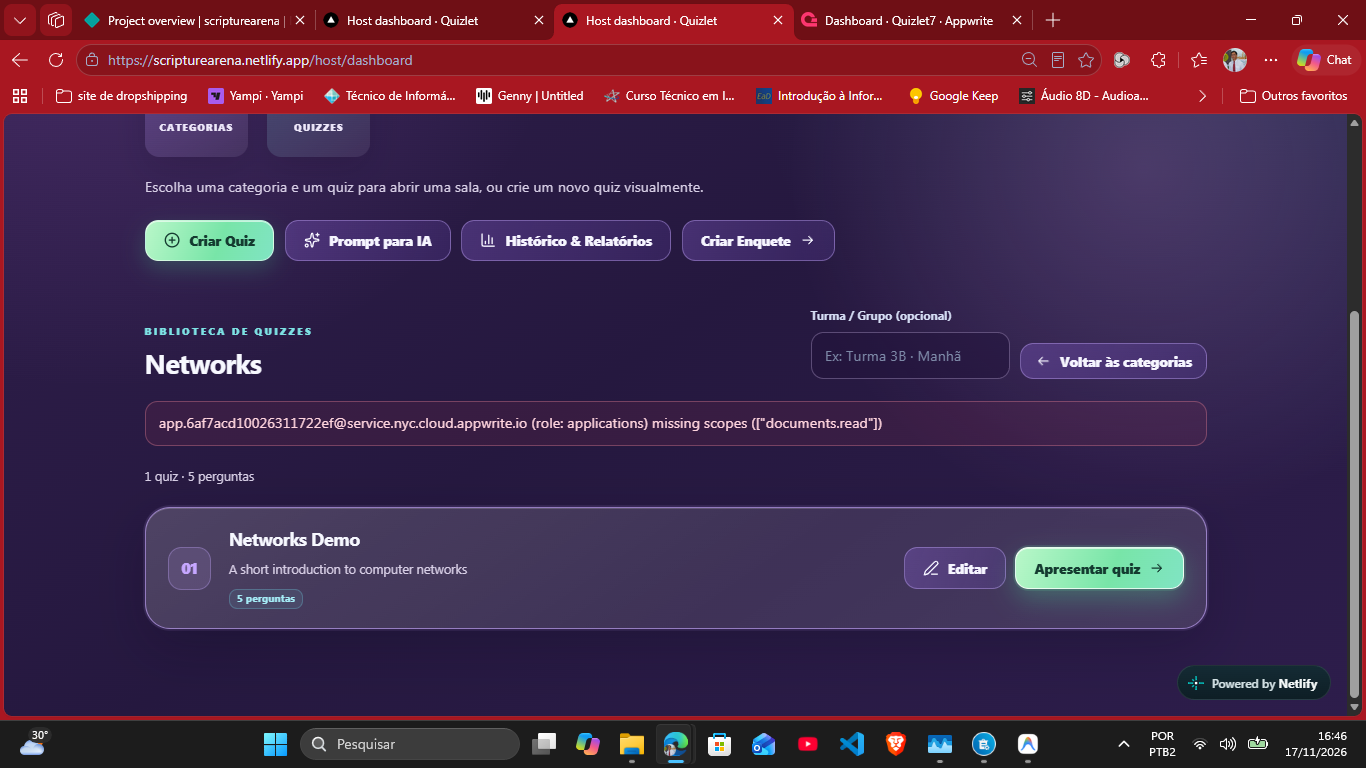 Project overview | scripturearena |
Host dashboard · Quizlet
Host dashboard · Quizlet
Dashboard · Quizlet7 · Appwrite
https://scripturearena.netlify.app/host/dashboard
Chat
site de dropshipping
Yampi · Yampi
Técnico de Informá...
Genny | Untitled
Curso Técnico em I...
Introdução à Infor...
Google Keep
Áudio 8D - Audioa...
Outros favoritos
CATEGORIAS
QUIZZES
Escolha uma categoria e um quiz para abrir uma sala, ou crie um novo quiz visualmente.
Criar Quiz
Prompt para IA
Histórico & Relatórios
Criar Enquete →
BIBLIOTECA DE QUIZZES
Networks
Turma / Grupo (opcional)
Ex: Turma 3B · Manhã
← Voltar às categorias
app.6af7acd10026311722ef@service.nyc.cloud.appwrite.io (role: applications) missing scopes (["documents.read"])
1 quiz · 5 perguntas
01
Networks Demo
A short introduction to computer networks
5 perguntas
Editar
Apresentar quiz →
Powered by Netlify
30°
Pesquisar
POR
PTB2
16:46
17/11/2026